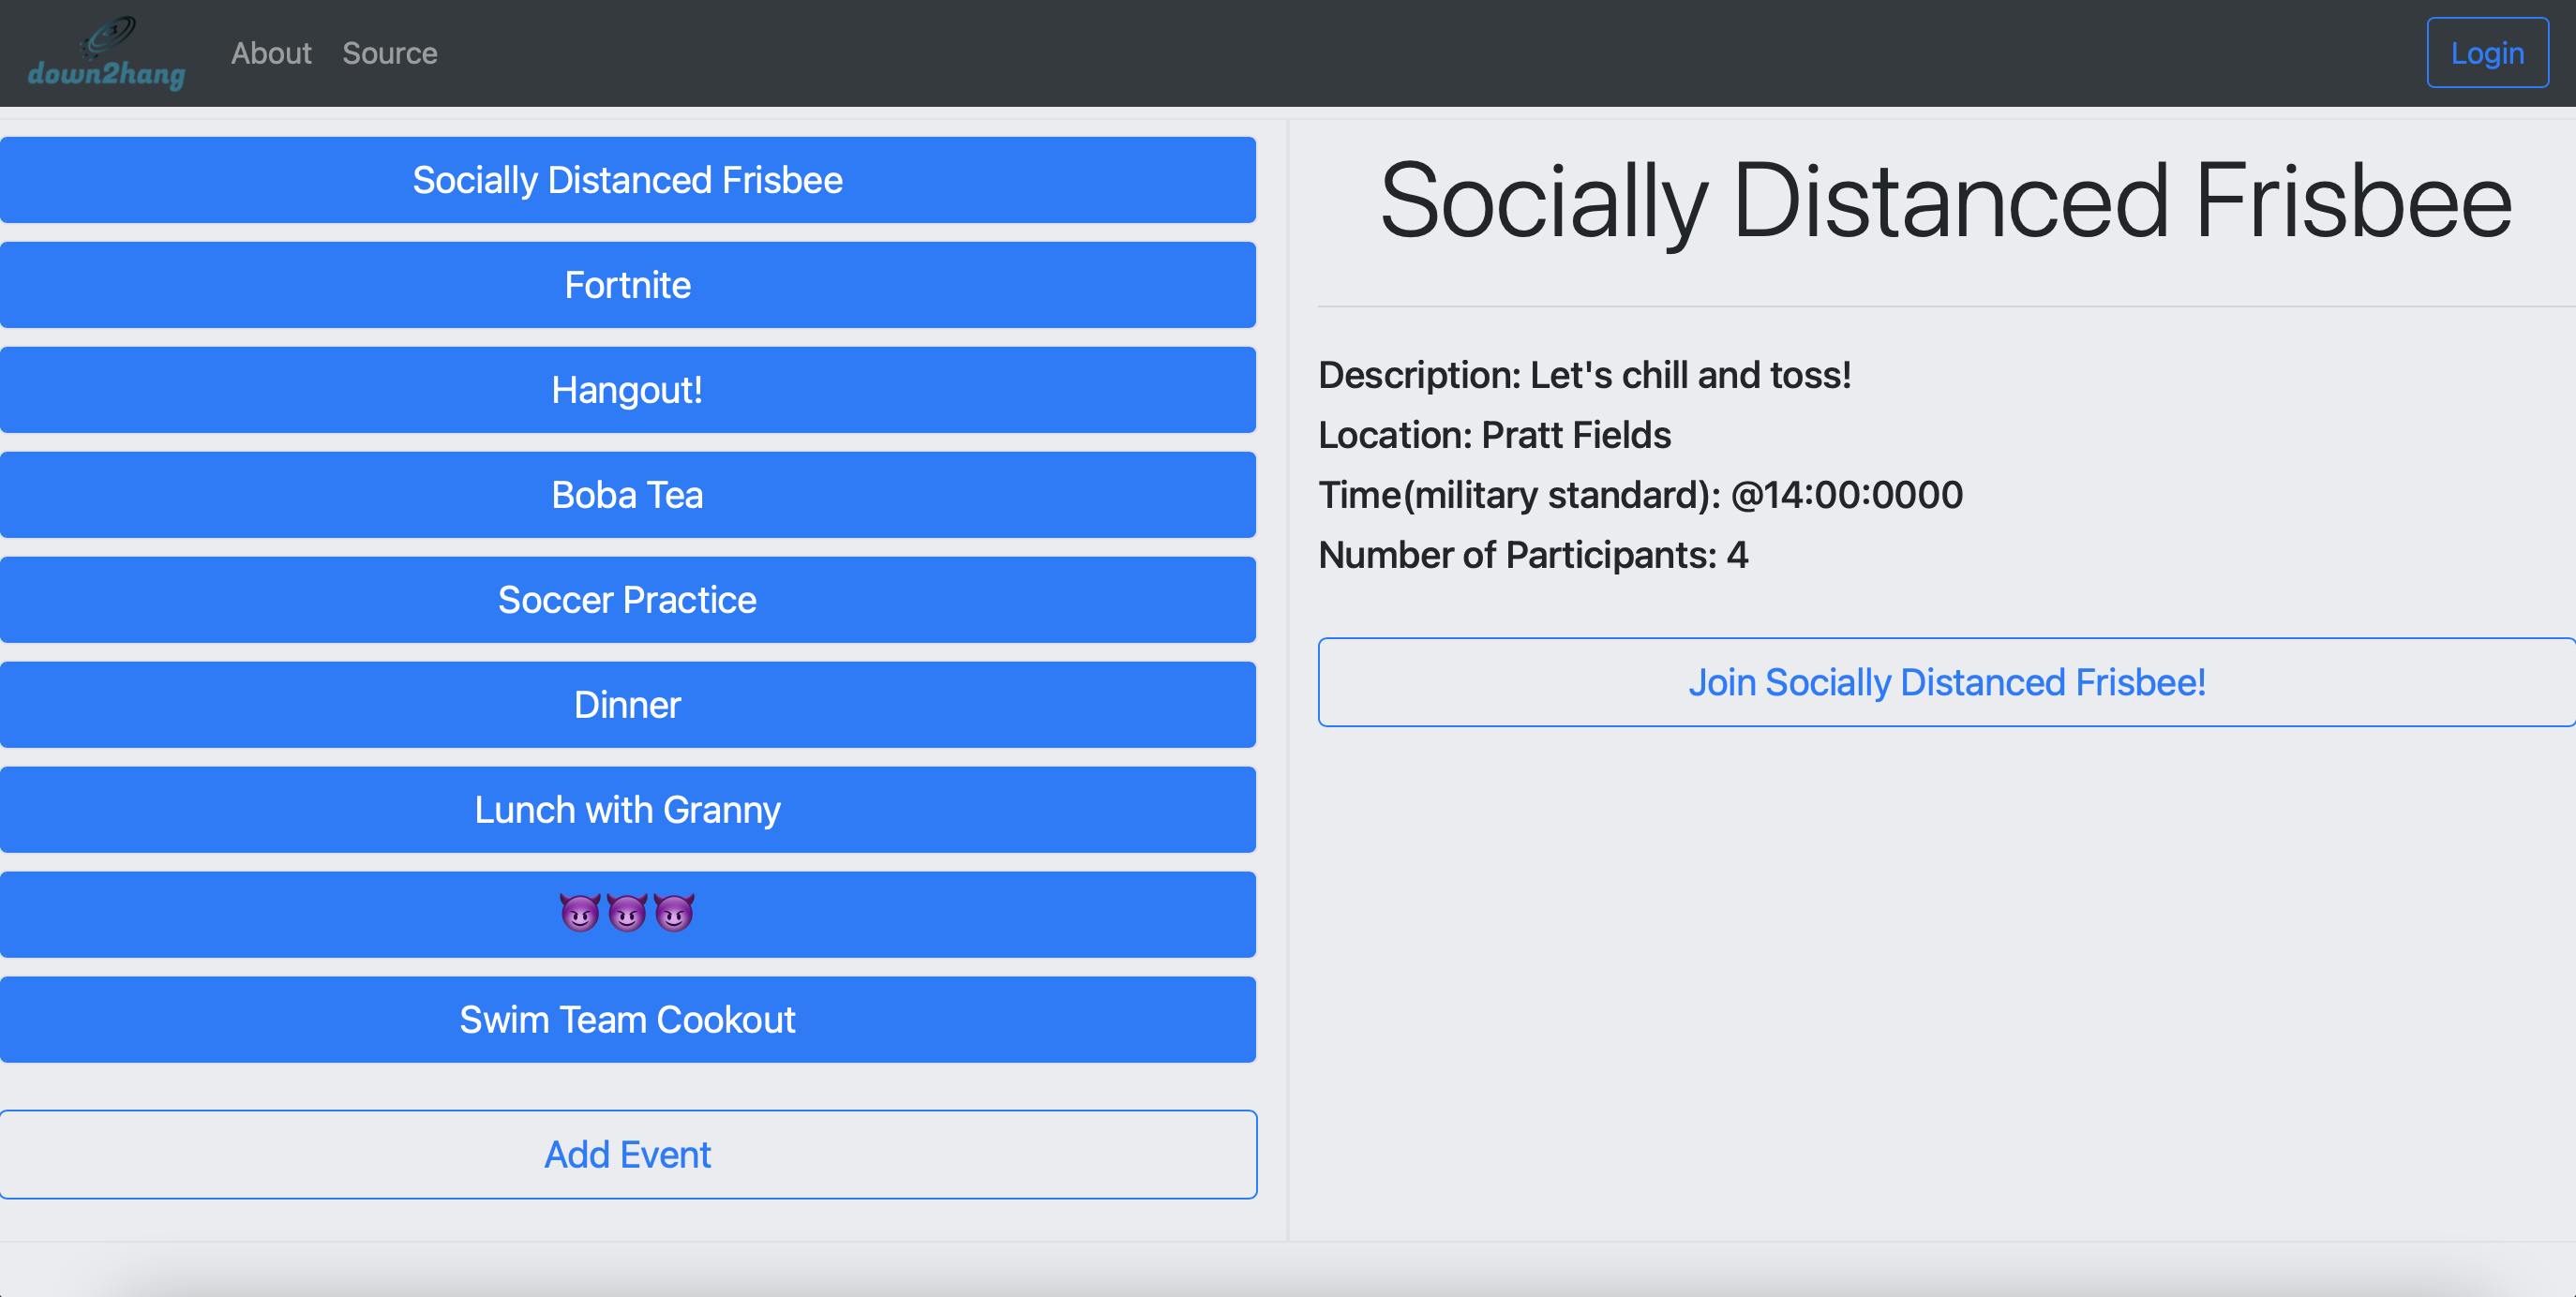 down2hang
About
Source
Login
Socially Distanced Frisbee
Fortnite
Hangout!
Boba Tea
Soccer Practice
Dinner
Lunch with Granny
😈😈😈
Swim Team Cookout
Add Event
Socially Distanced Frisbee
Description: Let's chill and toss!
Location: Pratt Fields
Time(military standard): @14:00:0000
Number of Participants: 4
Join Socially Distanced Frisbee!